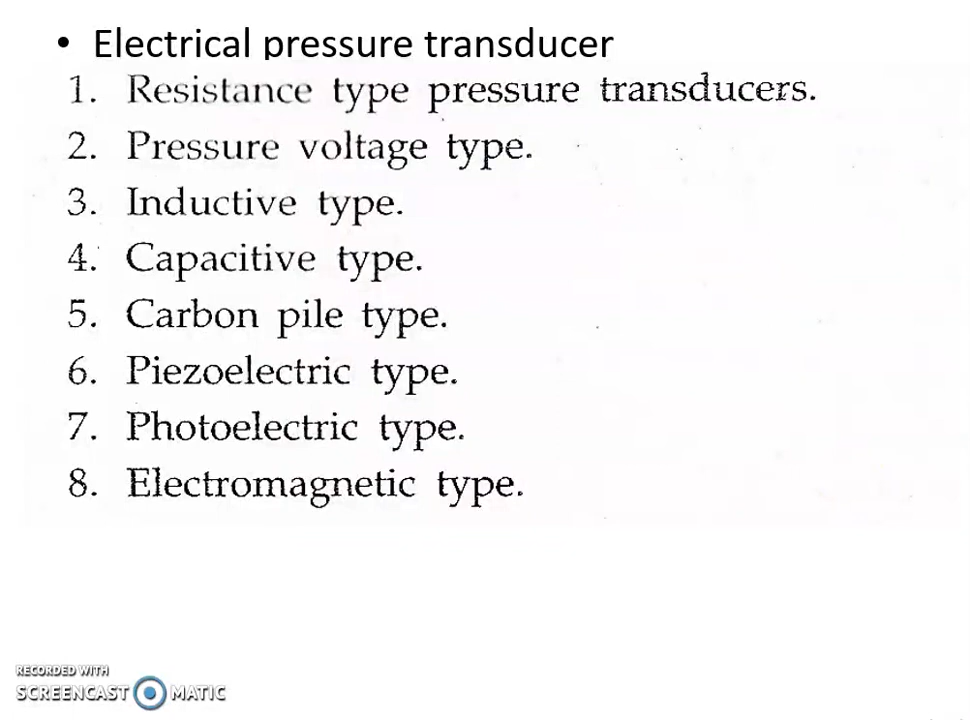 • Electrical pressure transducer
1. Resistance type pressure transducers.
2. Pressure voltage type.
3. Inductive type.
4. Capacitive type.
5. Carbon pile type.
6. Piezoelectric type.
7. Photoelectric type.
8. Electromagnetic type.
RECORDED WITH
SCREENCAST MATIC